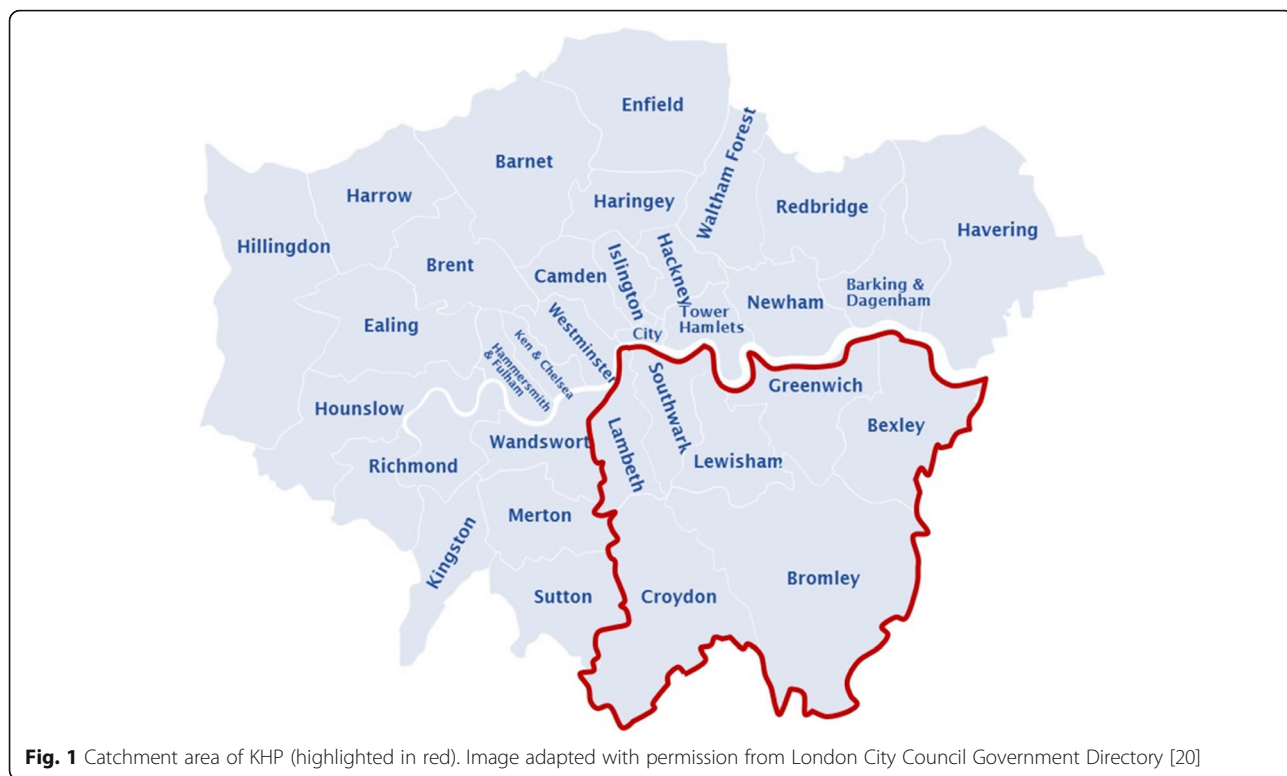 Enfield
Waltham Forest
Barnet
Harrow
Haringey
Redbridge
Havering
Hillingdon
Brent
Camden
Islington
Hackney
Newham
Barking &
Dagenham
Ealing
Westminster
City
Tower
Hamlets
Ken & Chelsea
Hammersmith
& Fulham
Hounslow
Wandswort
Richmond
Lambeth
Southwark
Greenwich
Bexley
Lewisham
Merton
Kingston
Sutton
Croydon
Bromley
Fig. 1 Catchment area of KHP (highlighted in red). Image adapted with permission from London City Council Government Directory [20]